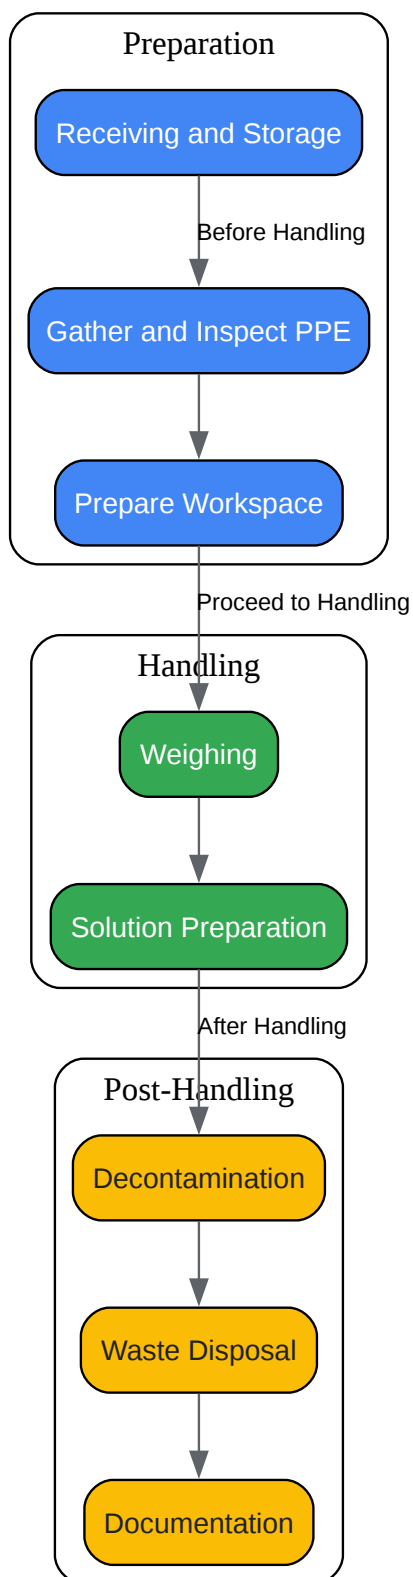 Preparation
Receiving and Storage
Before Handling
Gather and Inspect PPE
Prepare Workspace
Proceed to Handling
Handling
Weighing
Solution Preparation
After Handling
Post-Handling
Decontamination
Waste Disposal
Documentation